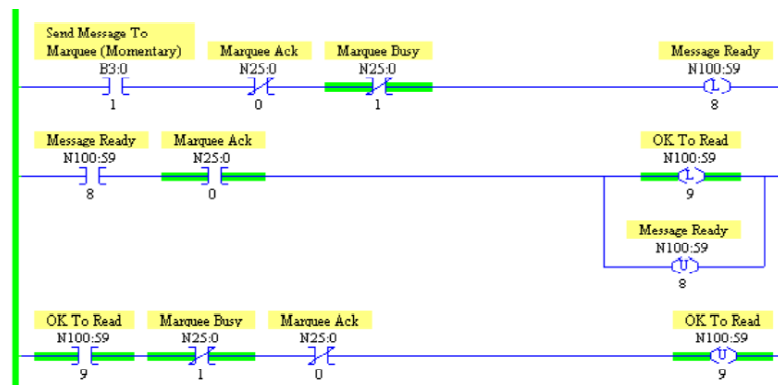 Send Message To
Marquee (Momentary) Marquee Ack Marquee Busy Message Ready
B3:0 N25:0 N25:0 N100:59
L
1 0 1 8
Message Ready Marquee Ack OK To Read
N100:59 N25:0 N100:59
L
8 0 9
Message Ready
N100:59
U
8
OK To Read Marquee Busy Marquee Ack OK To Read
N100:59 N25:0 N25:0 N100:59
U
9 1 0 9